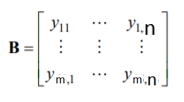 y11 ⋯ y1,n
B = ⋮ ⋮ ⋮
ym,1 ⋯ ym,n